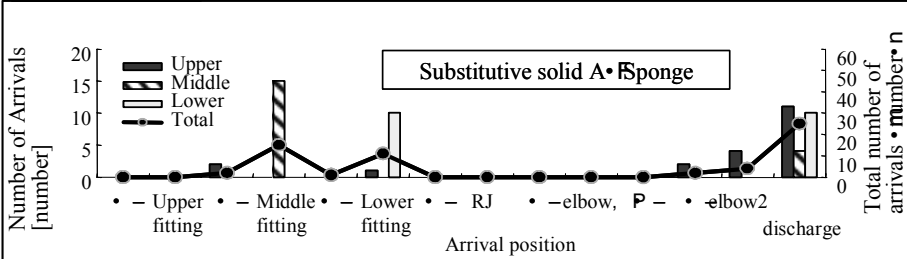 Substitutive solid A•F Sponge
Upper
Middle
Lower
Total
Number of Arrivals
[number]
20
15
10
5
0
60
50
40
30
20
10
0
Total number of
arrivals
• – Upper fitting
• – Middle fitting
• – Lower fitting
• – RJ
• –elbow,
• –elbow2
discharge
Arrival position